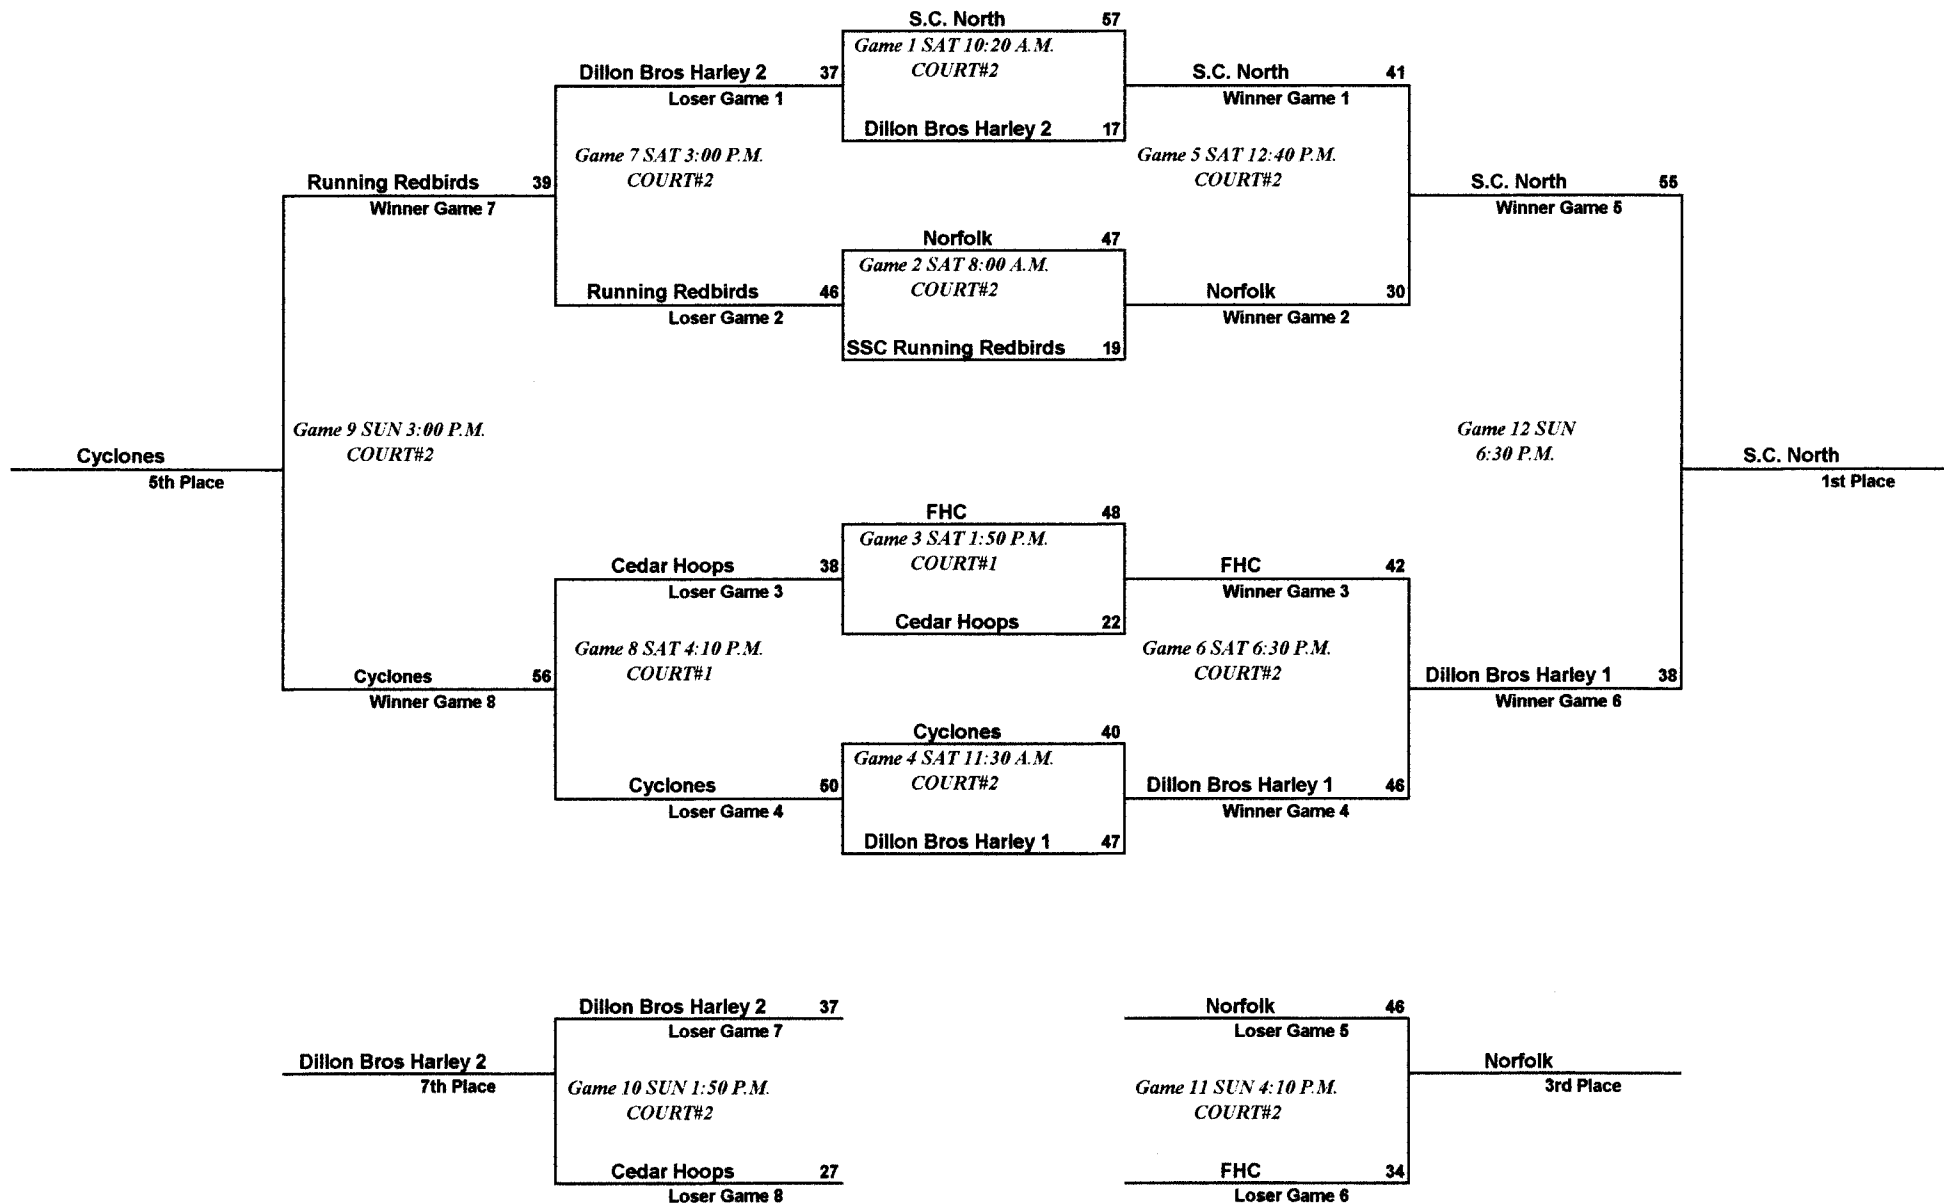 S.C. North 57
Game 1 SAT 10:20 A.M.
COURT#2
Dillon Bros Harley 2 37
Loser Game 1
S.C. North 41
Winner Game 1
Dillon Bros Harley 2 17
Game 7 SAT 3:00 P.M.
COURT#2
Game 5 SAT 12:40 P.M.
COURT#2
Running Redbirds 39
Winner Game 7
S.C. North 55
Winner Game 5
Norfolk 47
Game 2 SAT 8:00 A.M.
COURT#2
Running Redbirds 46
Loser Game 2
Norfolk 30
Winner Game 2
SSC Running Redbirds 19
Game 9 SUN 3:00 P.M.
COURT#2
Game 12 SUN
6:30 P.M.
Cyclones
5th Place
S.C. North
1st Place
FHC 48
Game 3 SAT 1:50 P.M.
COURT#1
Cedar Hoops 38
Loser Game 3
FHC 42
Winner Game 3
Cedar Hoops 22
Game 8 SAT 4:10 P.M.
COURT#1
Game 6 SAT 6:30 P.M.
COURT#2
Cyclones 56
Winner Game 8
Dillon Bros Harley 1 38
Winner Game 6
Cyclones 40
Game 4 SAT 11:30 A.M.
COURT#2
Cyclones 50
Loser Game 4
Dillon Bros Harley 1 46
Winner Game 4
Dillon Bros Harley 1 47
Dillon Bros Harley 2 37
Loser Game 7
Norfolk 46
Loser Game 5
Dillon Bros Harley 2
7th Place
Game 10 SUN 1:50 P.M.
COURT#2
Game 11 SUN 4:10 P.M.
COURT#2
Norfolk
3rd Place
Cedar Hoops 27
Loser Game 8
FHC 34
Loser Game 6